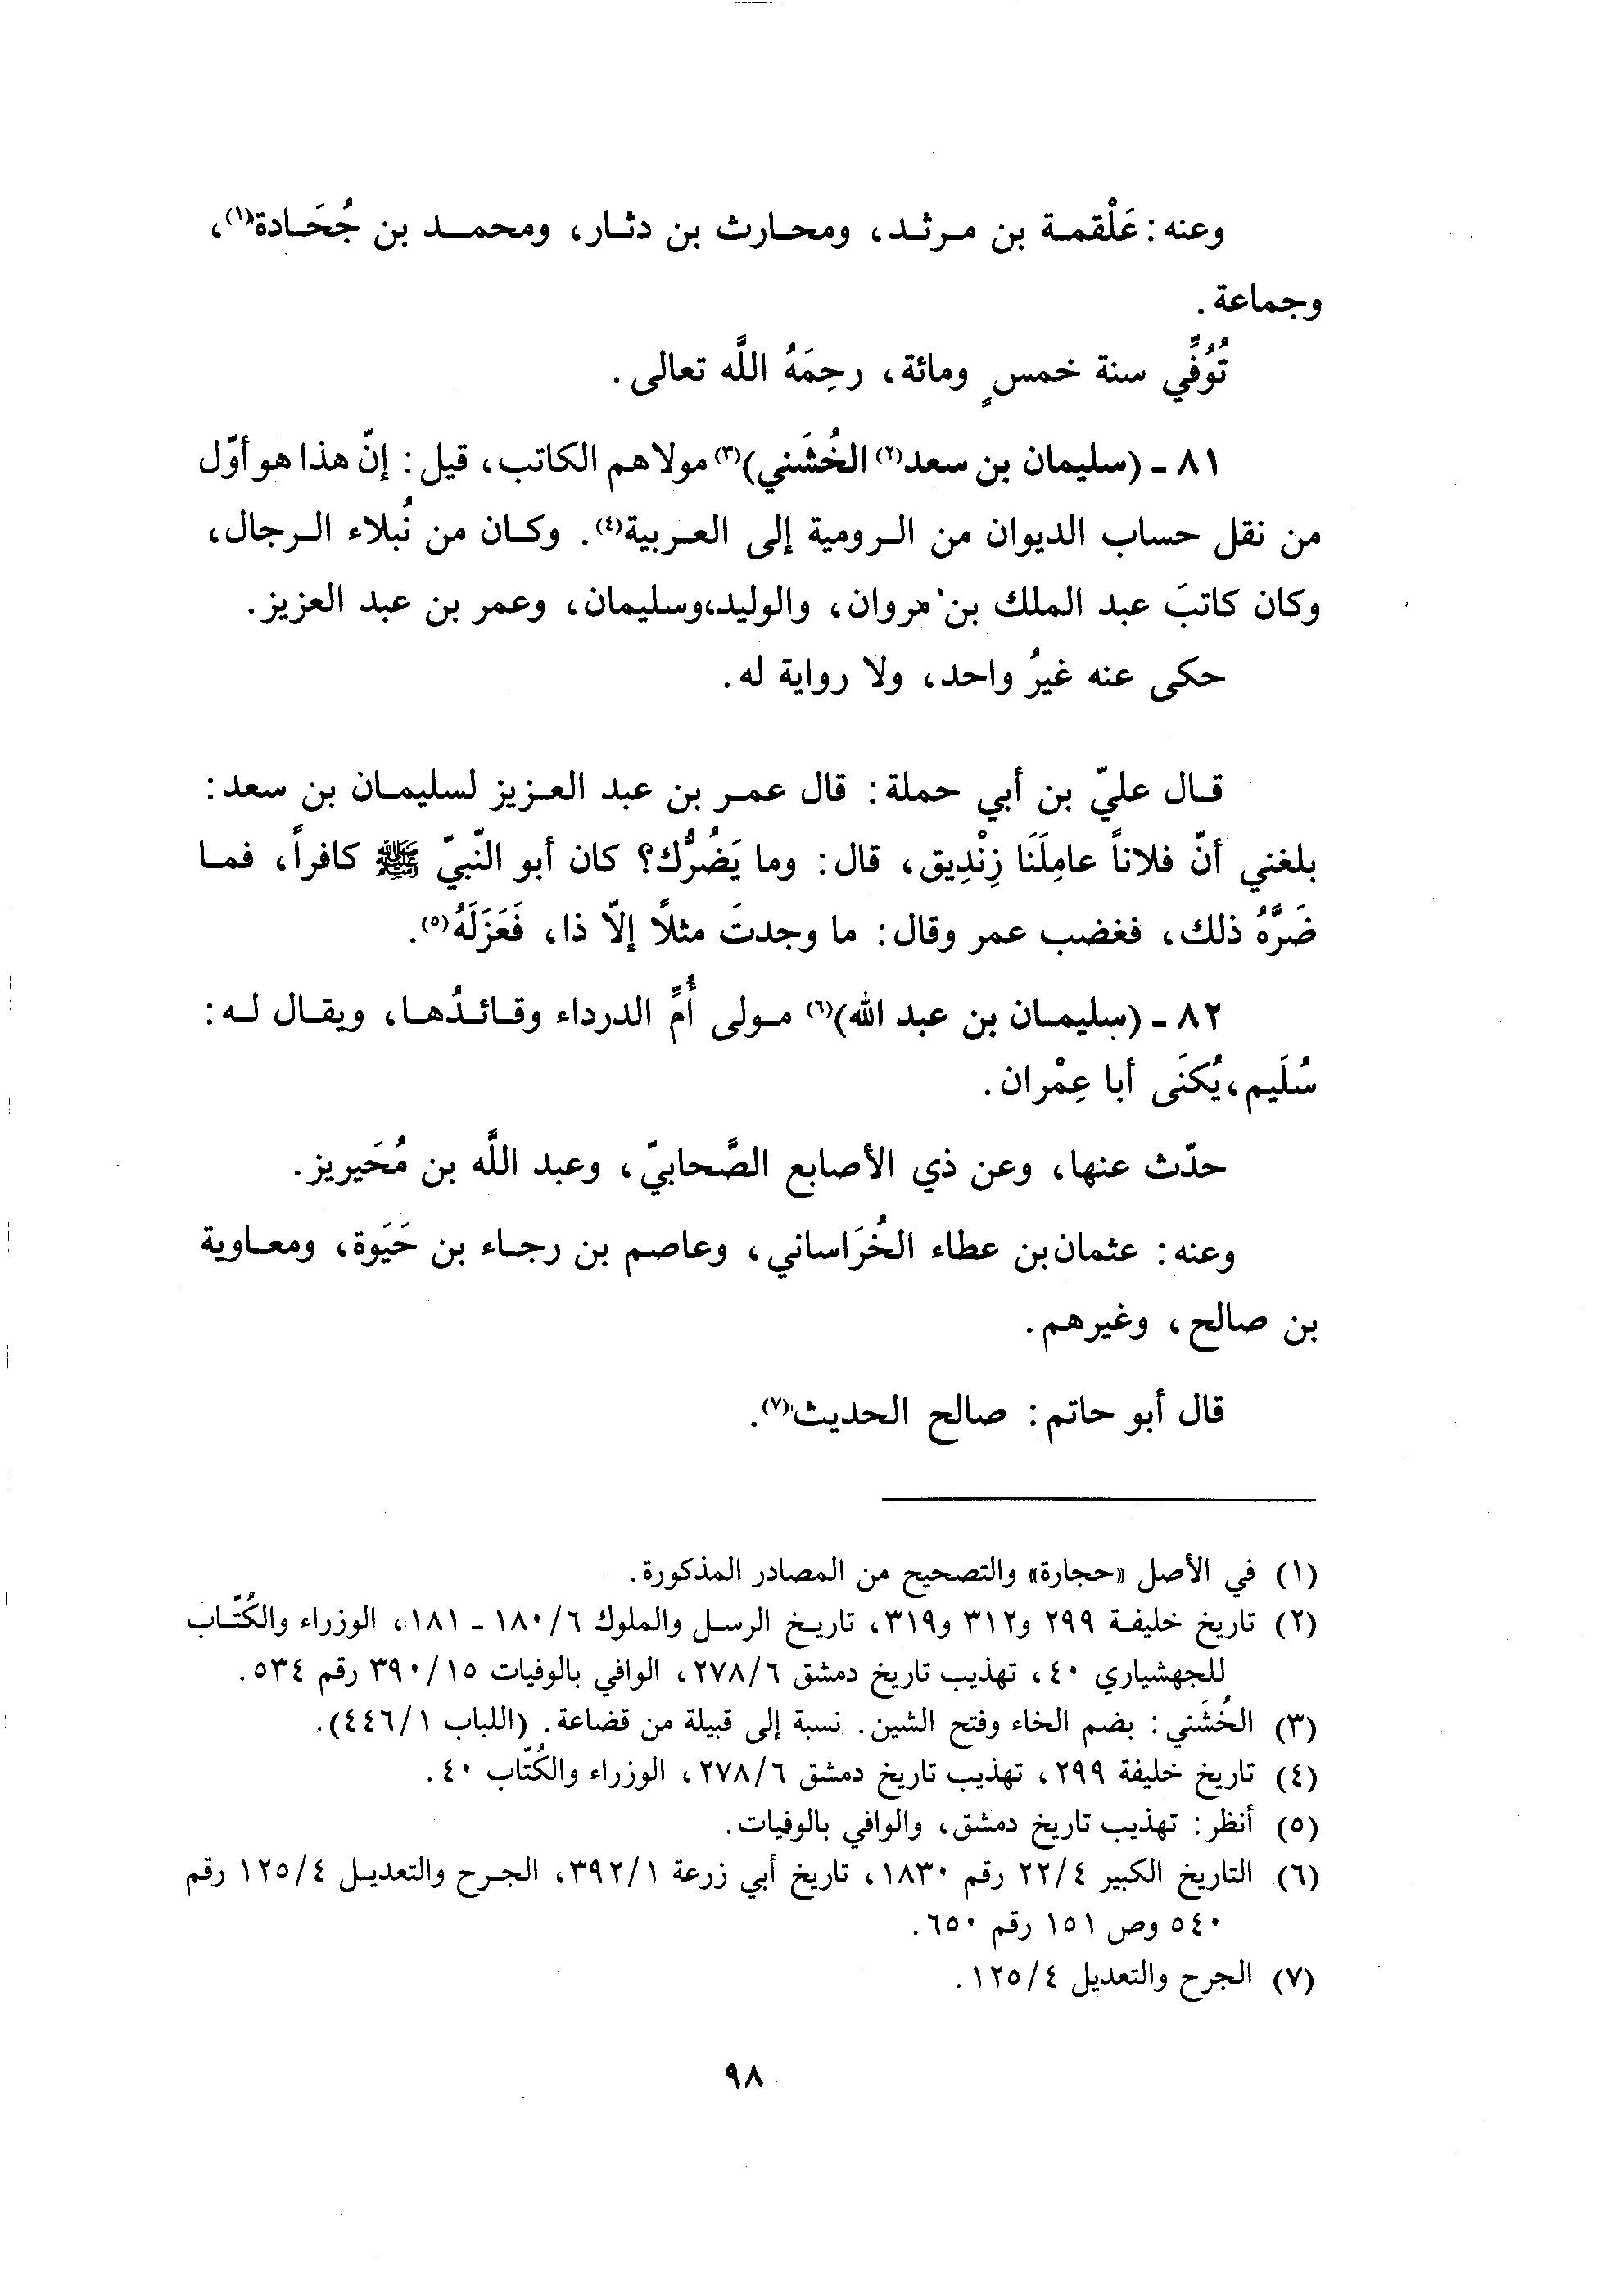 وعنه: عَلْقمة بن مرثد، ومحارث بن دثار، ومحمد بن جُحَادة(١)،
وجماعة.
تُوُفِّي سنة خمسٍ ومائة، رحِمَهُ اللَّه تعالى.
٨١ - (سليمان بن سعد(٢) الخُشَني)(٣) مولاهم الكاتب، قيل: إنّ هذا هو أوّل
من نقل حساب الديوان من الرومية إلى العربية(٤). وكان من نُبلاء الرجال،
وكان كاتبَ عبد الملك بن مروان، والوليد، وسليمان، وعمر بن عبد العزيز.
حكى عنه غيرُ واحد، ولا رواية له.
قال عليّ بن أبي حملة: قال عمر بن عبد العزيز لسليمان بن سعد:
بلغني أنّ فلاناً عامِلَنَا زِنْدِيق، قال: وما يَضُرُّك؟ كان أبو النّبيّ ﷺ كافراً، فما
ضَرَّهُ ذلك، فغضب عمر وقال: ما وجدتَ مثلًا إلّا ذا، فَعَزَلَهُ(٥).
٨٢ - (سليمان بن عبد الله)(٦) مولى أُمِّ الدرداء وقائدُها، ويقال له:
سُلَيم، يُكنَى أبا عِمْران.
حدّث عنها، وعن ذي الأصابع الصَّحابيّ، وعبد اللَّه بن مُحَيريز.
وعنه: عثمان بن عطاء الخُرَاساني، وعاصم بن رجاء بن حَيَوة، ومعاوية
بن صالح، وغيرهم.
قال أبو حاتم: صالح الحديث(٧).
(١) في الأصل «حجارة» والتصحيح من المصادر المذكورة.
(٢) تاريخ خليفة ٢٩٩ و٣١٢ و٣١٩، تاريخ الرسل والملوك ٦/ ١٨٠ - ١٨١، الوزراء والكُتّاب
للجهشياري ٤٠، تهذيب تاريخ دمشق ٦/ ٢٧٨، الوافي بالوفيات ١٥/ ٣٩٠ رقم ٥٣٤.
(٣) الخُشَني: بضم الخاء وفتح الشين. نسبة إلى قبيلة من قضاعة. (اللباب ١/ ٤٤٦).
(٤) تاريخ خليفة ٢٩٩، تهذيب تاريخ دمشق ٦/ ٢٧٨، الوزراء والكُتّاب ٤٠.
(٥) أنظر: تهذيب تاريخ دمشق، والوافي بالوفيات.
(٦) التاريخ الكبير ٤/ ٢٢ رقم ١٨٣٠، تاريخ أبي زرعة ١/ ٣٩٢، الجرح والتعديل ٤/ ١٢٥ رقم
٥٤٠ وص ١٥١ رقم ٦٥٠.
(٧) الجرح والتعديل ٤/ ١٢٥.
٩٨